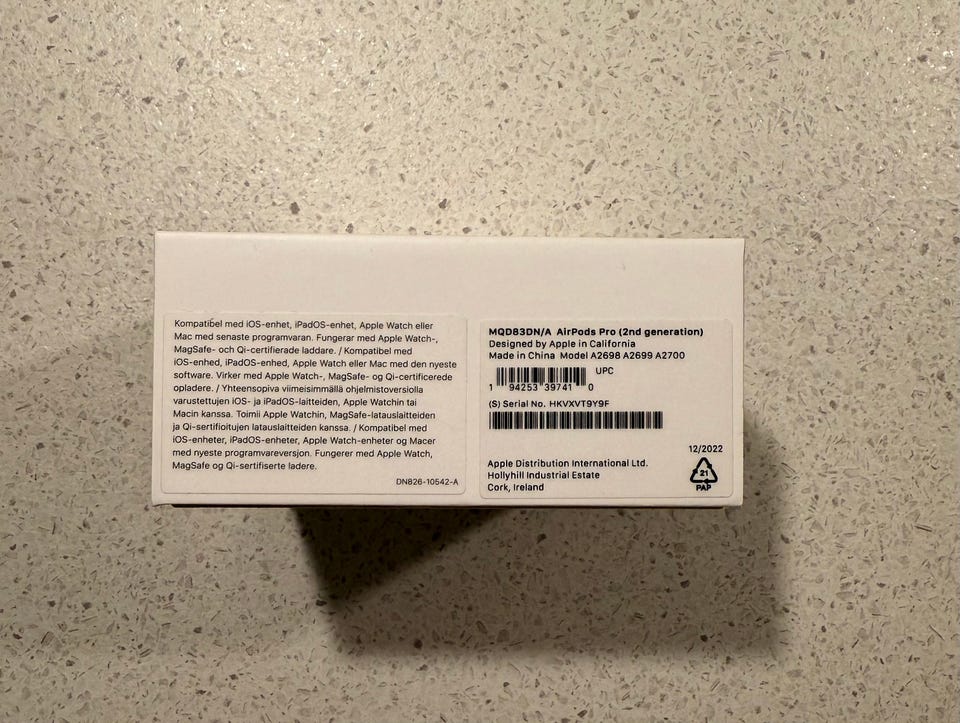 Kompatibel med iOS-enhet, iPadOS-enhet, Apple Watch eller
Mac med senaste programvaran. Fungerar med Apple Watch-,
MagSafe- och Qi-certifierade laddare. / Kompatibel med
iOS-enhed, iPadOS-enhed, Apple Watch eller Mac med den nyeste
software. Virker med Apple Watch-, MagSafe- og Qi-certificerede
opladere. / Yhteensopiva viimeisimmällä ohjelmistoversiolla
varustettujen iOS- ja iPadOS-laitteiden, Apple Watchin tai
Macin kanssa. Toimii Apple Watchin, MagSafe-latauslaitteiden
ja Qi-sertifioitujen latauslaitteiden kanssa. / Kompatibel med
iOS-enheter, iPadOS-enheter, Apple Watch-enheter og Macer
med nyeste programvareversjon. Fungerer med Apple Watch,
MagSafe og Qi-sertifiserte ladere.
DN826-10542-A
MQD83DN/A AirPods Pro (2nd generation)
Designed by Apple in California
Made in China Model A2698 A2699 A2700
UPC
1 94253 39741 0
(S) Serial No. HKVXVT9Y9F
12/2022
Apple Distribution International Ltd.
Hollyhill Industrial Estate
Cork, Ireland
21
PAP